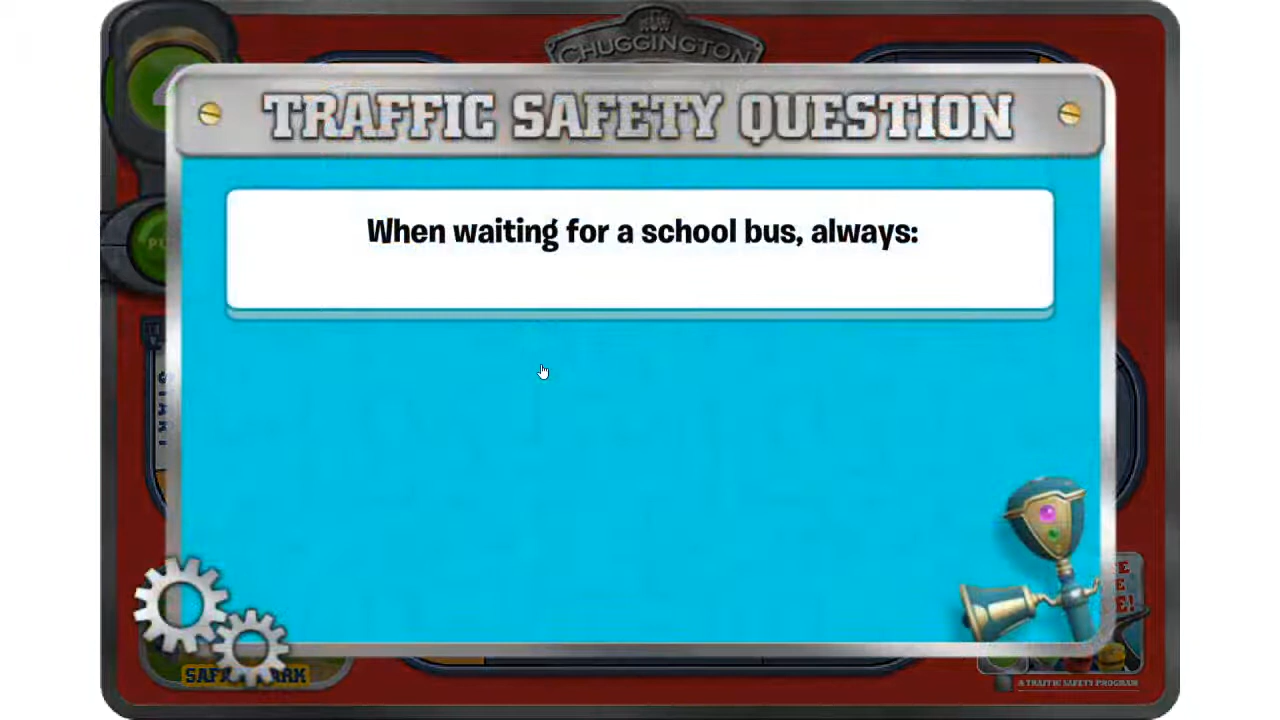 CHUGGINGTON
TRAFFIC SAFETY QUESTION
When waiting for a school bus, always:
A TRAFFIC SAFETY PROGRAM